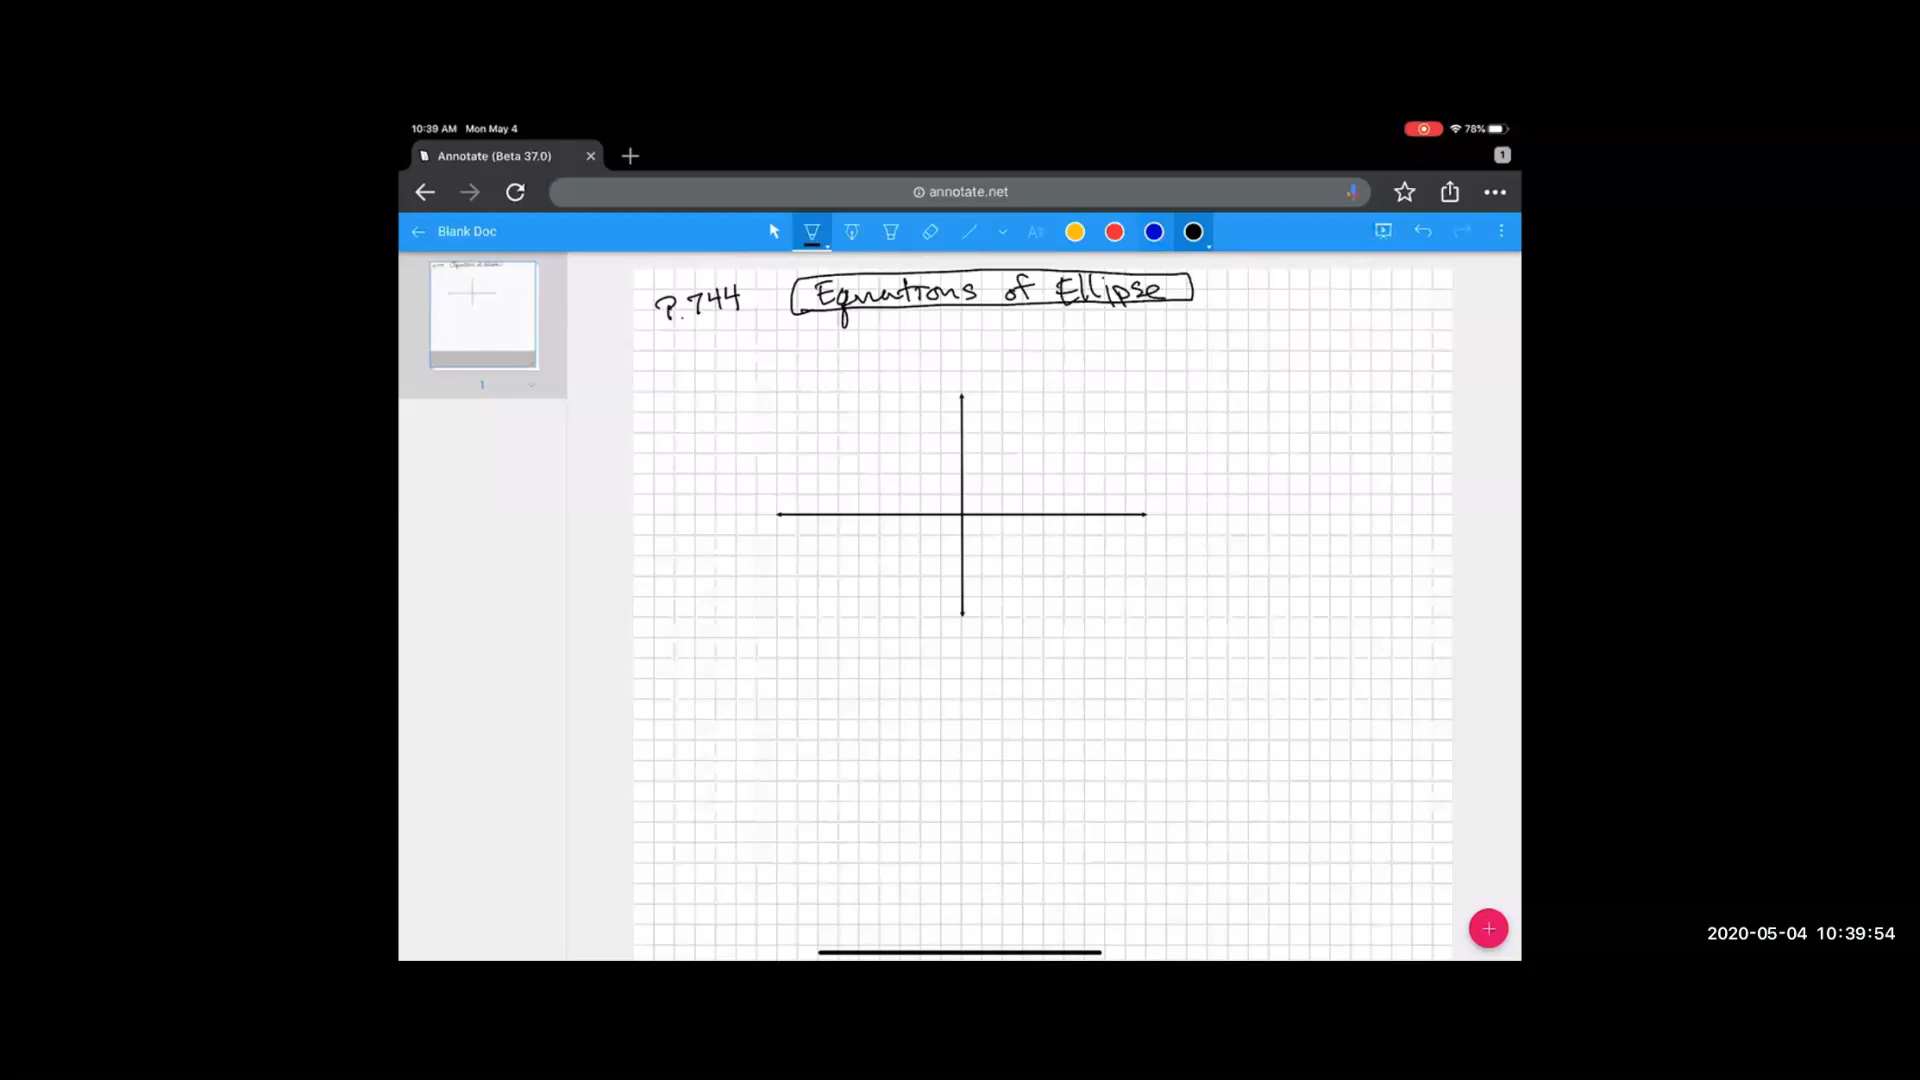 10:39 AM Mon May 4
78%
Annotate (Beta 37.0)
1
annotate.net
Blank Doc
P. 744 Equations of Ellipse
1
2020-05-04 10:39:54